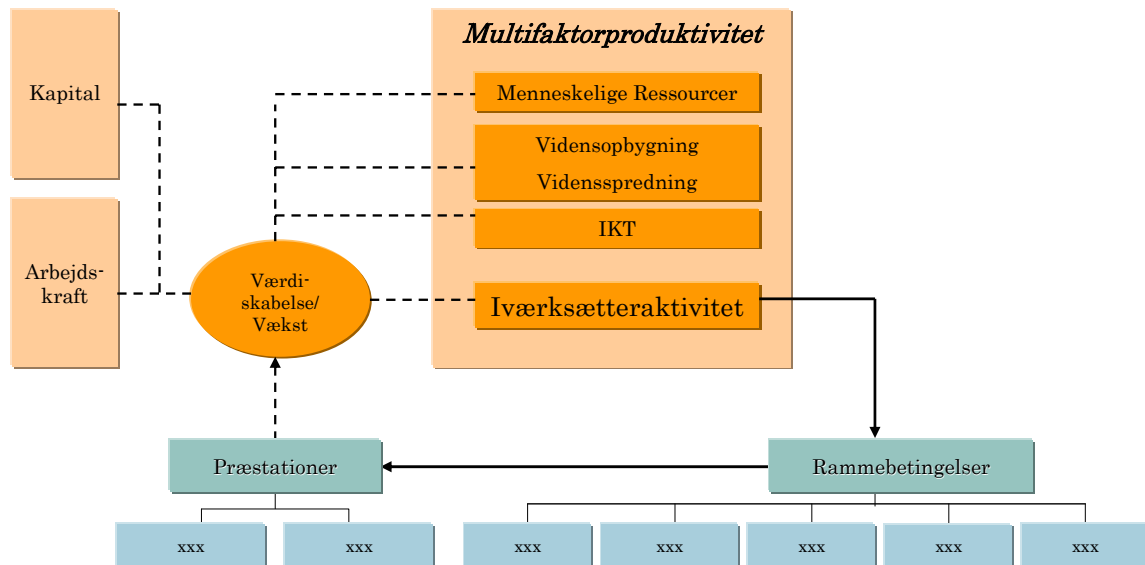 Multifaktorproduktivitet
Kapital
Menneskelige Ressourcer
Vidensopbygning
Vidensspredning
IKT
Arbejds-
kraft
Værdi-
skabelse/
Vækst
Iværksætteraktivitet
Præstationer
Rammebetingelser
xxx
xxx
xxx
xxx
xxx
xxx
xxx